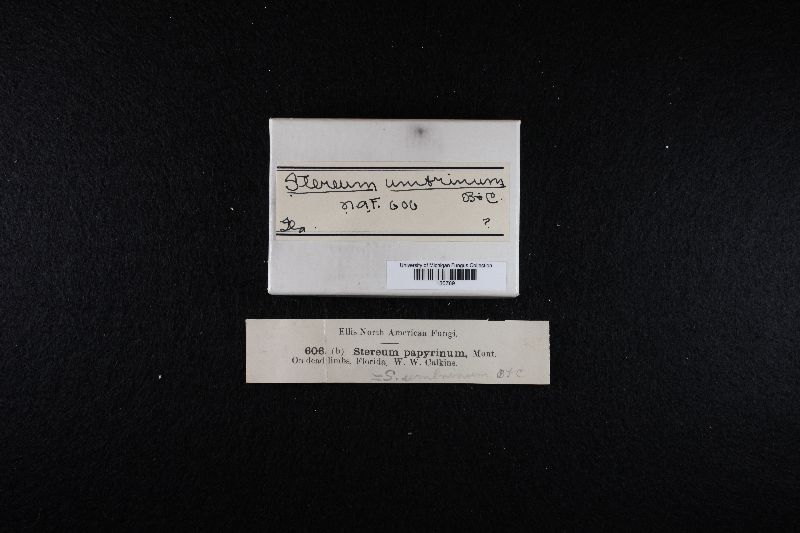 Stereum umbrinum
B & C.
N.A.F. 606
Fla. ?
University of Michigan Fungus Collection
Ellis North American Fungi.
606. (b) Stereum papyrinum, Mont.
On dead limbs, Florida, W. W. Calkins.
=S. umbrinum B & C